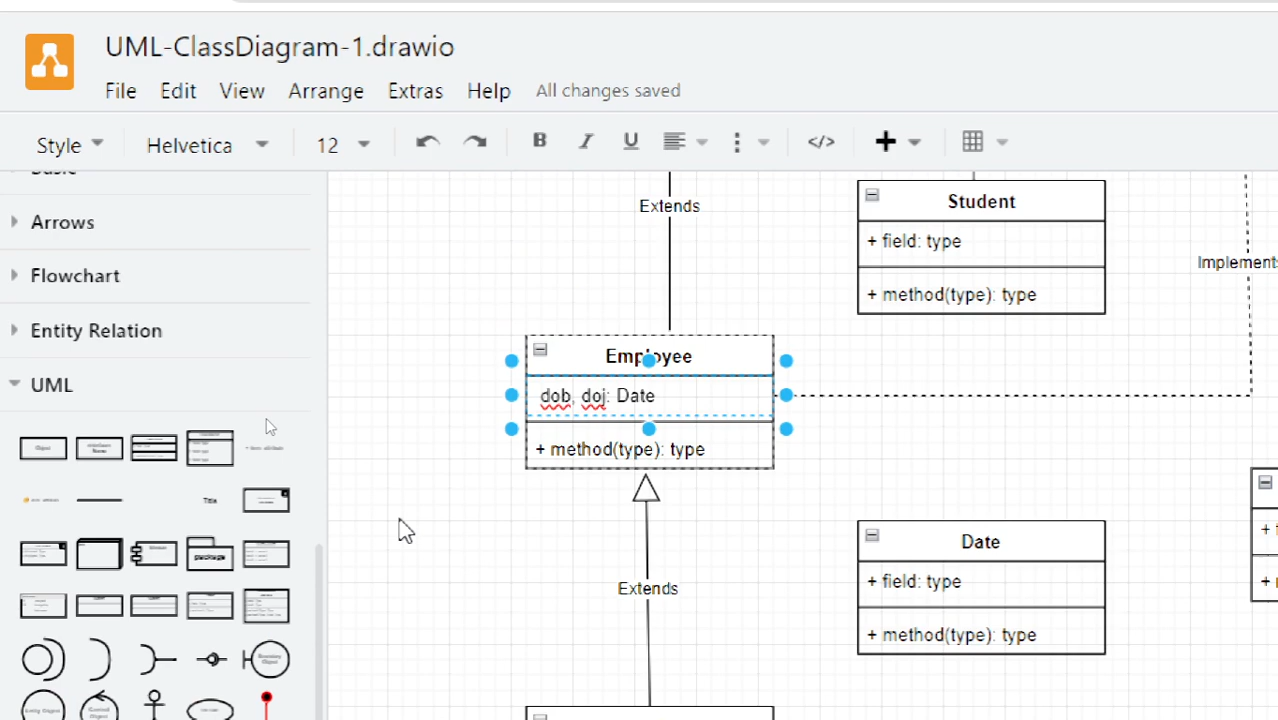 UML-ClassDiagram-1.drawio
File Edit View Arrange Extras Help All changes saved
Style Helvetica 12 B I U </>
Basic
Arrows
Flowchart
Entity Relation
UML
Title
Extends
Student
+ field: type
+ method(type): type
Implements
Employee
dob, doj: Date
+ method(type): type
Extends
Date
+ field: type
+ method(type): type